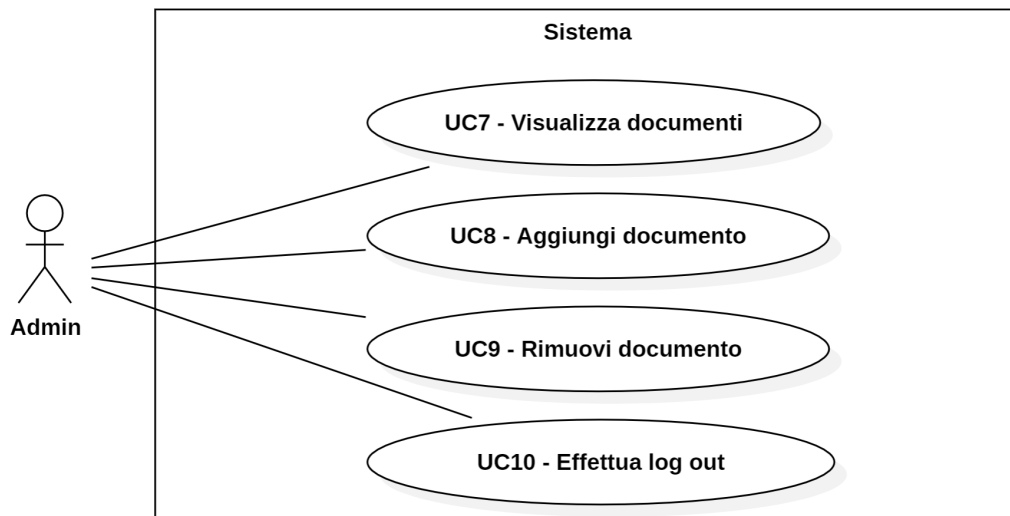 Sistema
UC7 - Visualizza documenti
UC8 - Aggiungi documento
UC9 - Rimuovi documento
Admin
UC10 - Effettua log out